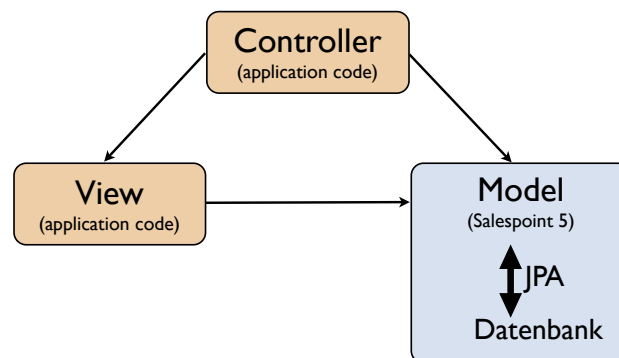 Controller
(application code)
View
(application code)
Model
(Salespoint 5)
JPA
Datenbank